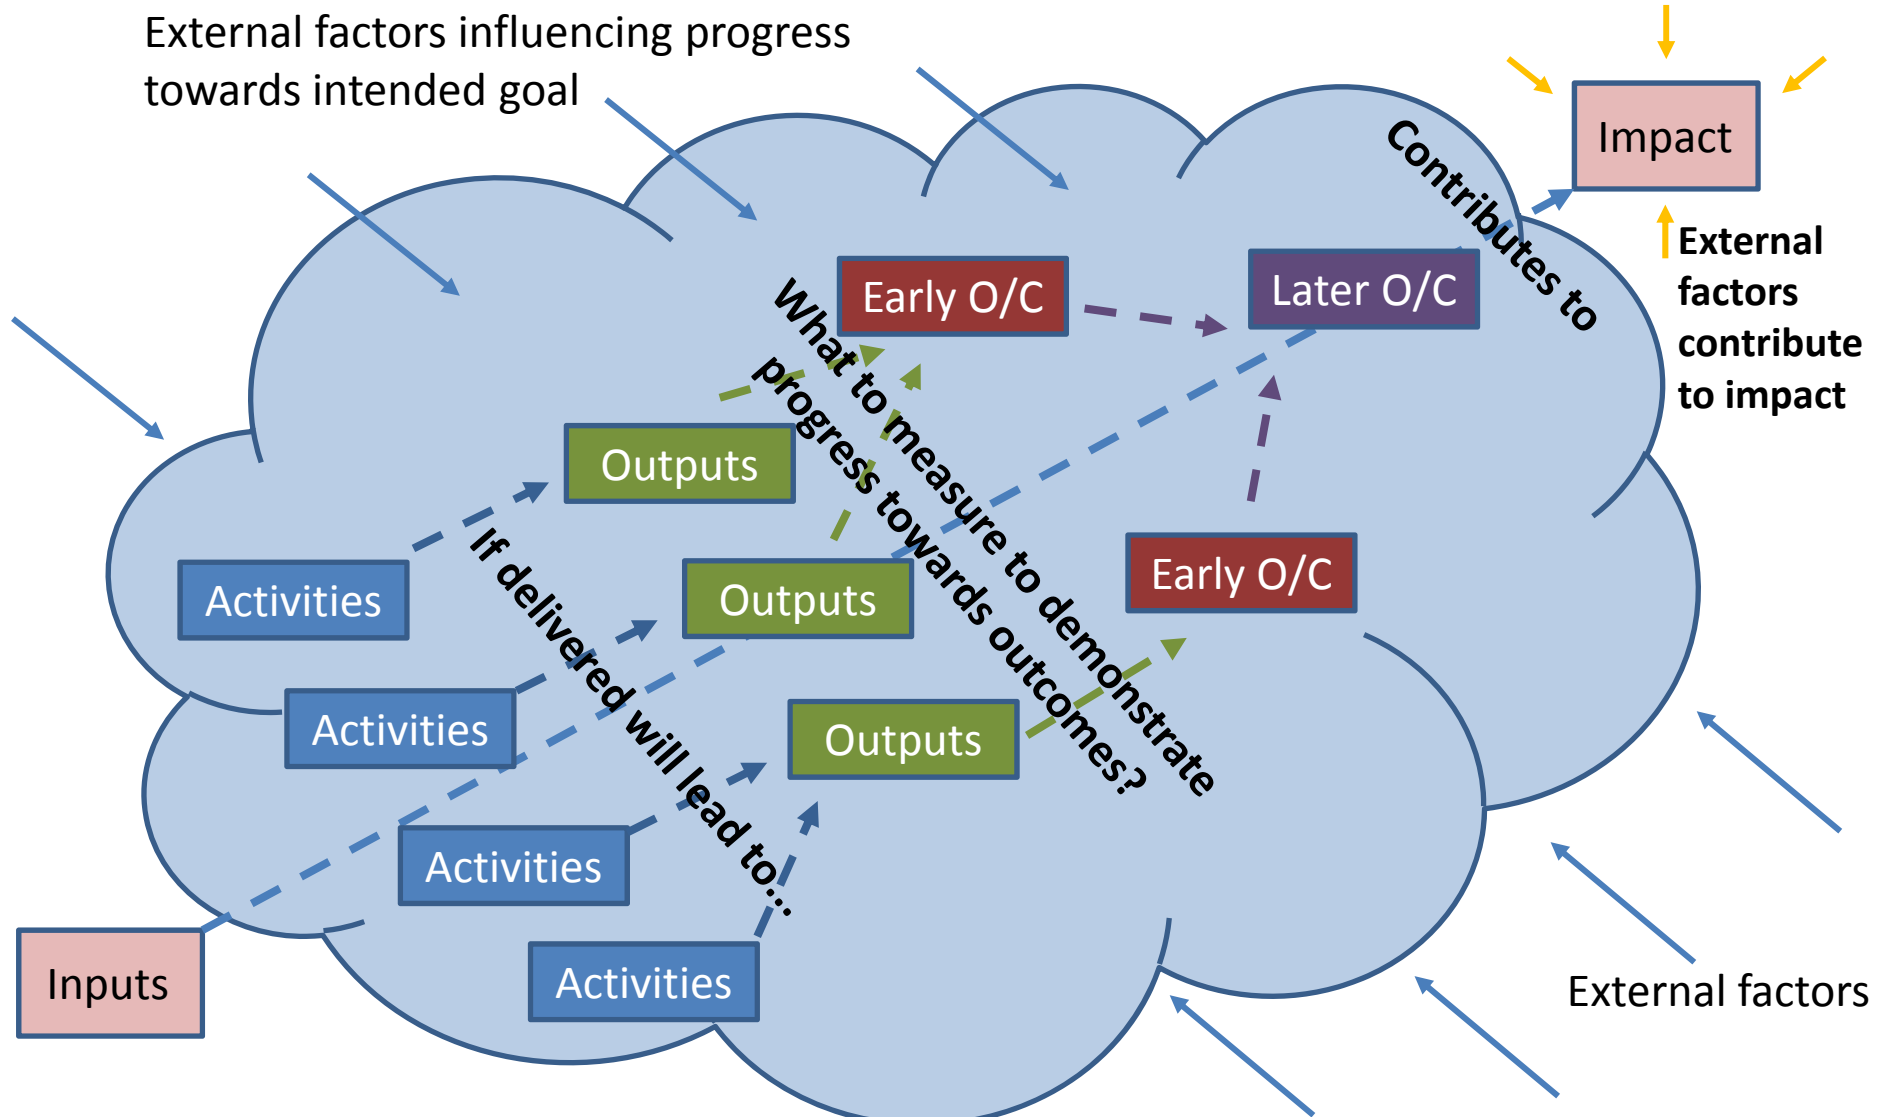 External factors influencing progress
towards intended goal
Impact
Contributes to
External
factors
contribute
to impact
Early O/C
Later O/C
What to measure to demonstrate
progress towards outcomes?
Outputs
If delivered will lead to...
Activities
Outputs
Early O/C
Activities
Outputs
Activities
Inputs
Activities
External factors